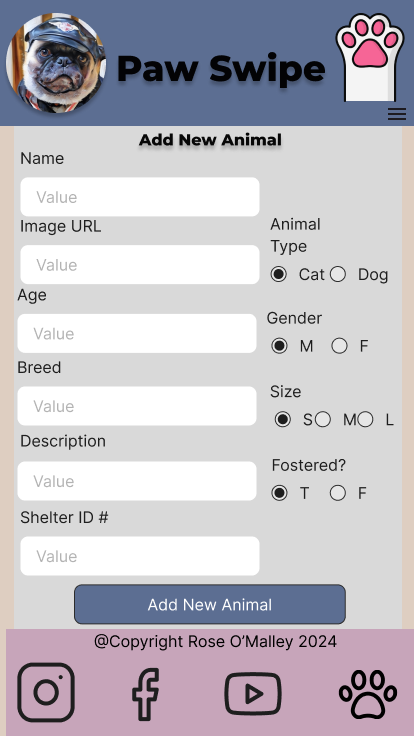 Paw Swipe
Add New Animal
Name
Value
Image URL
Value
Animal
Type
Cat Dog
Age
Value
Gender
M F
Breed
Value
Size
S M L
Description
Value
Fostered?
T F
Shelter ID #
Value
Add New Animal
@Copyright Rose O’Malley 2024